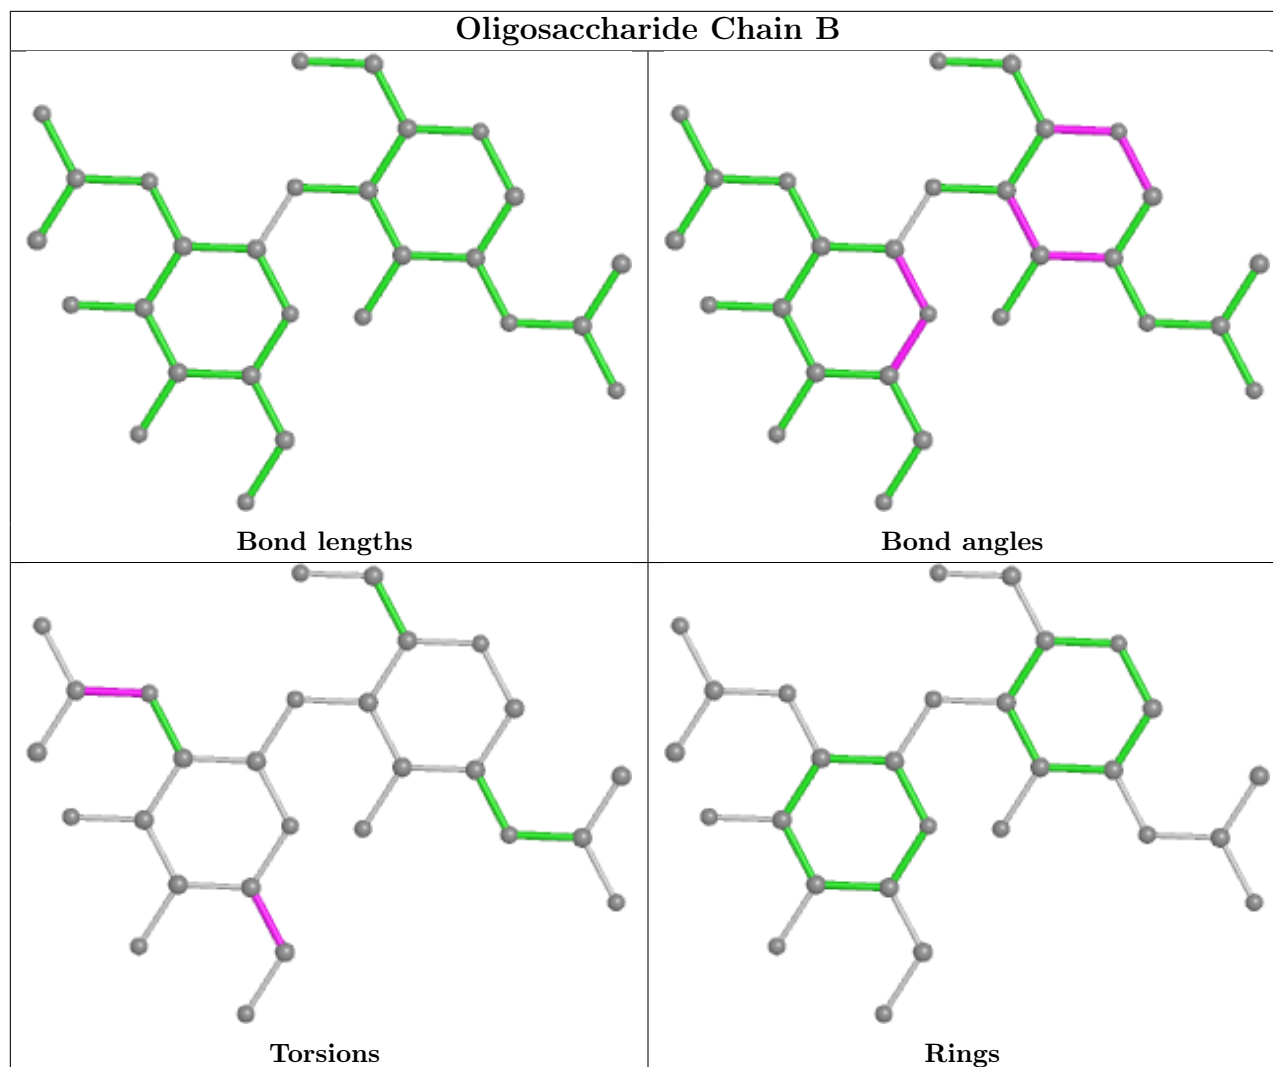 Oligosaccharide Chain B
Bond lengths
Bond angles
Torsions
Rings